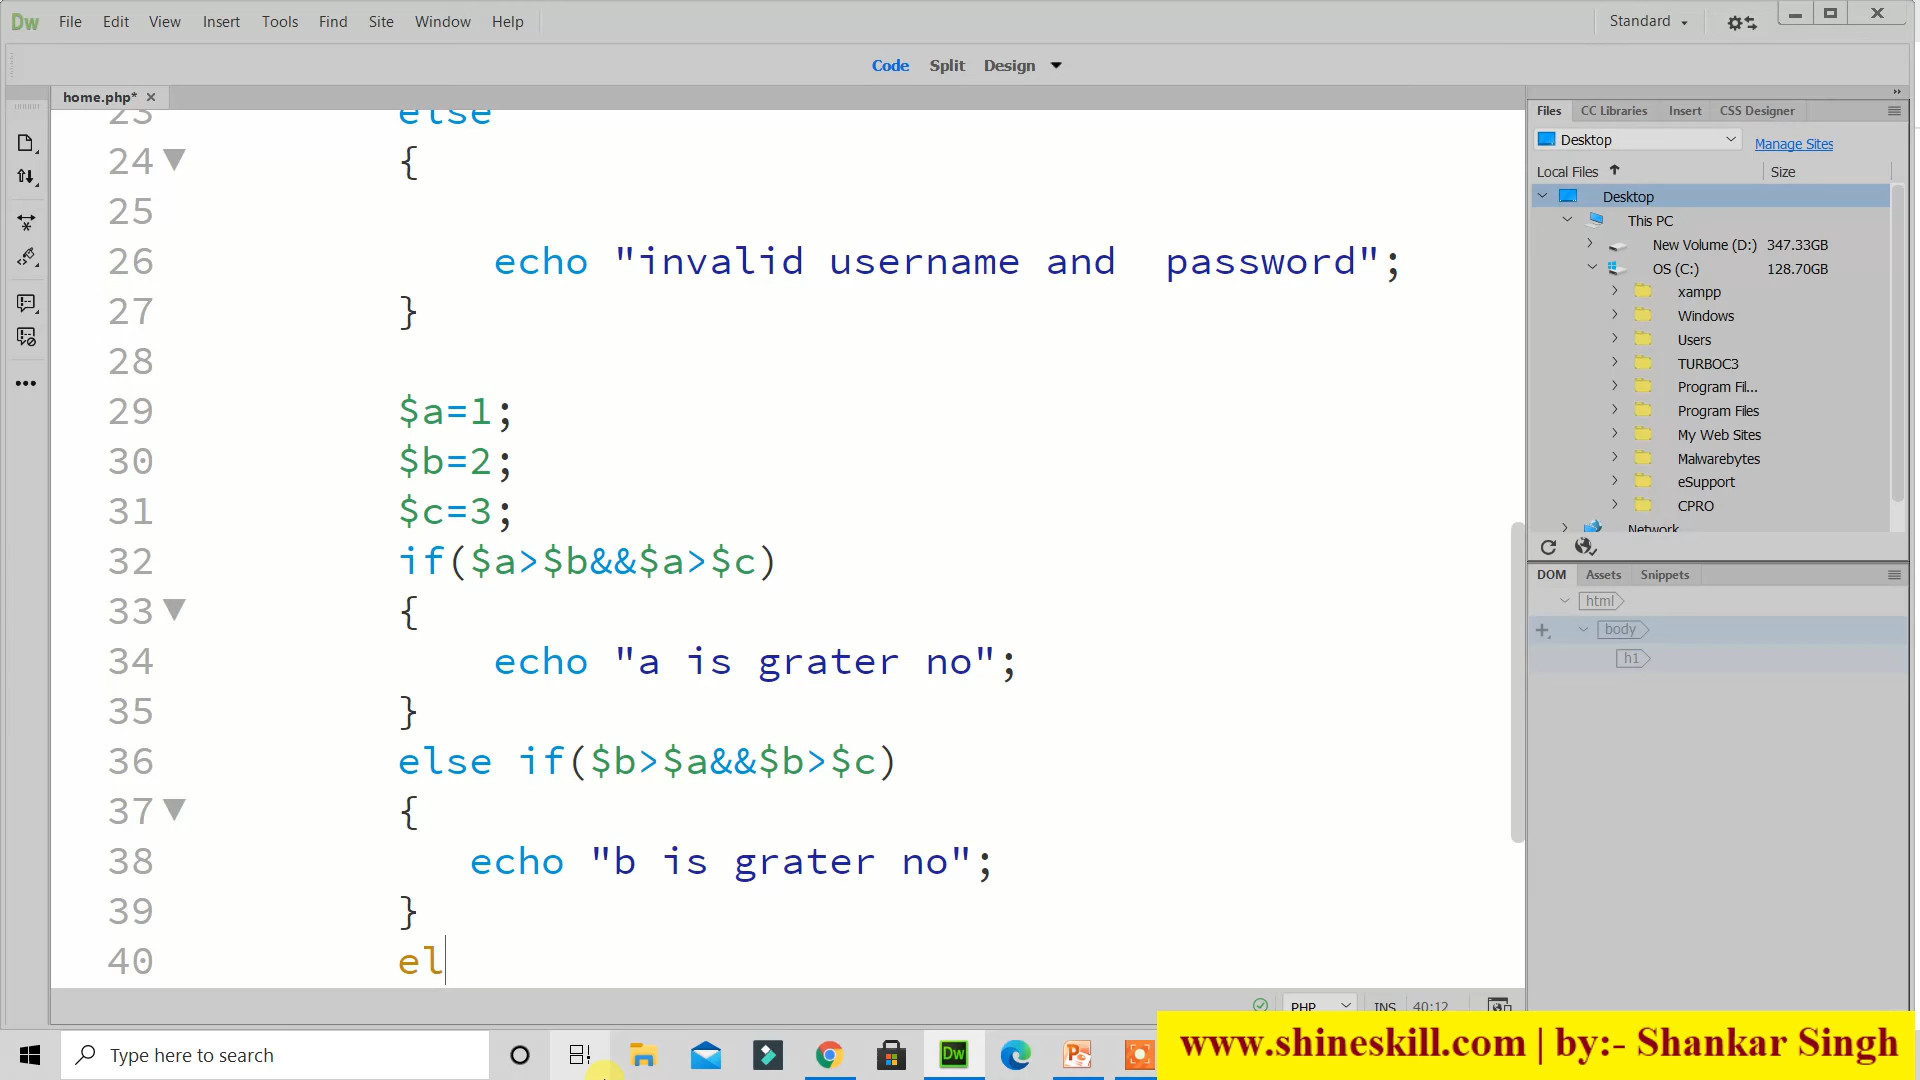 Dw File Edit View Insert Tools Find Site Window Help Standard
Code Split Design
home.php* ×
23 else
24 {
25
26 echo "invalid username and  password";
27 }
28
29 $a=1;
30 $b=2;
31 $c=3;
32 if($a>$b&&$a>$c)
33 {
34 echo "a is grater no";
35 }
36 else if($b>$a&&$b>$c)
37 {
38 echo "b is grater no";
39 }
40 el
PHP INS 40:12
Files CC Libraries Insert CSS Designer
Desktop Manage Sites
Local Files Size
Desktop
This PC
New Volume (D:) 347.33GB
OS (C:) 128.70GB
xampp
Windows
Users
TURBOC3
Program Fil...
Program Files
My Web Sites
Malwarebytes
eSupport
CPRO
Network
DOM Assets Snippets
html
body
h1
Type here to search
Dw
www.shineskill.com | by:- Shankar Singh